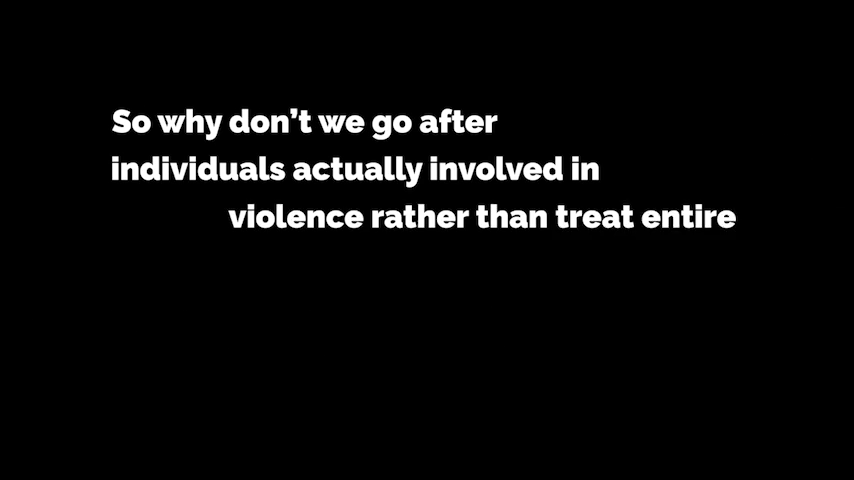 So why don’t we go after
individuals actually involved in
violence rather than treat entire